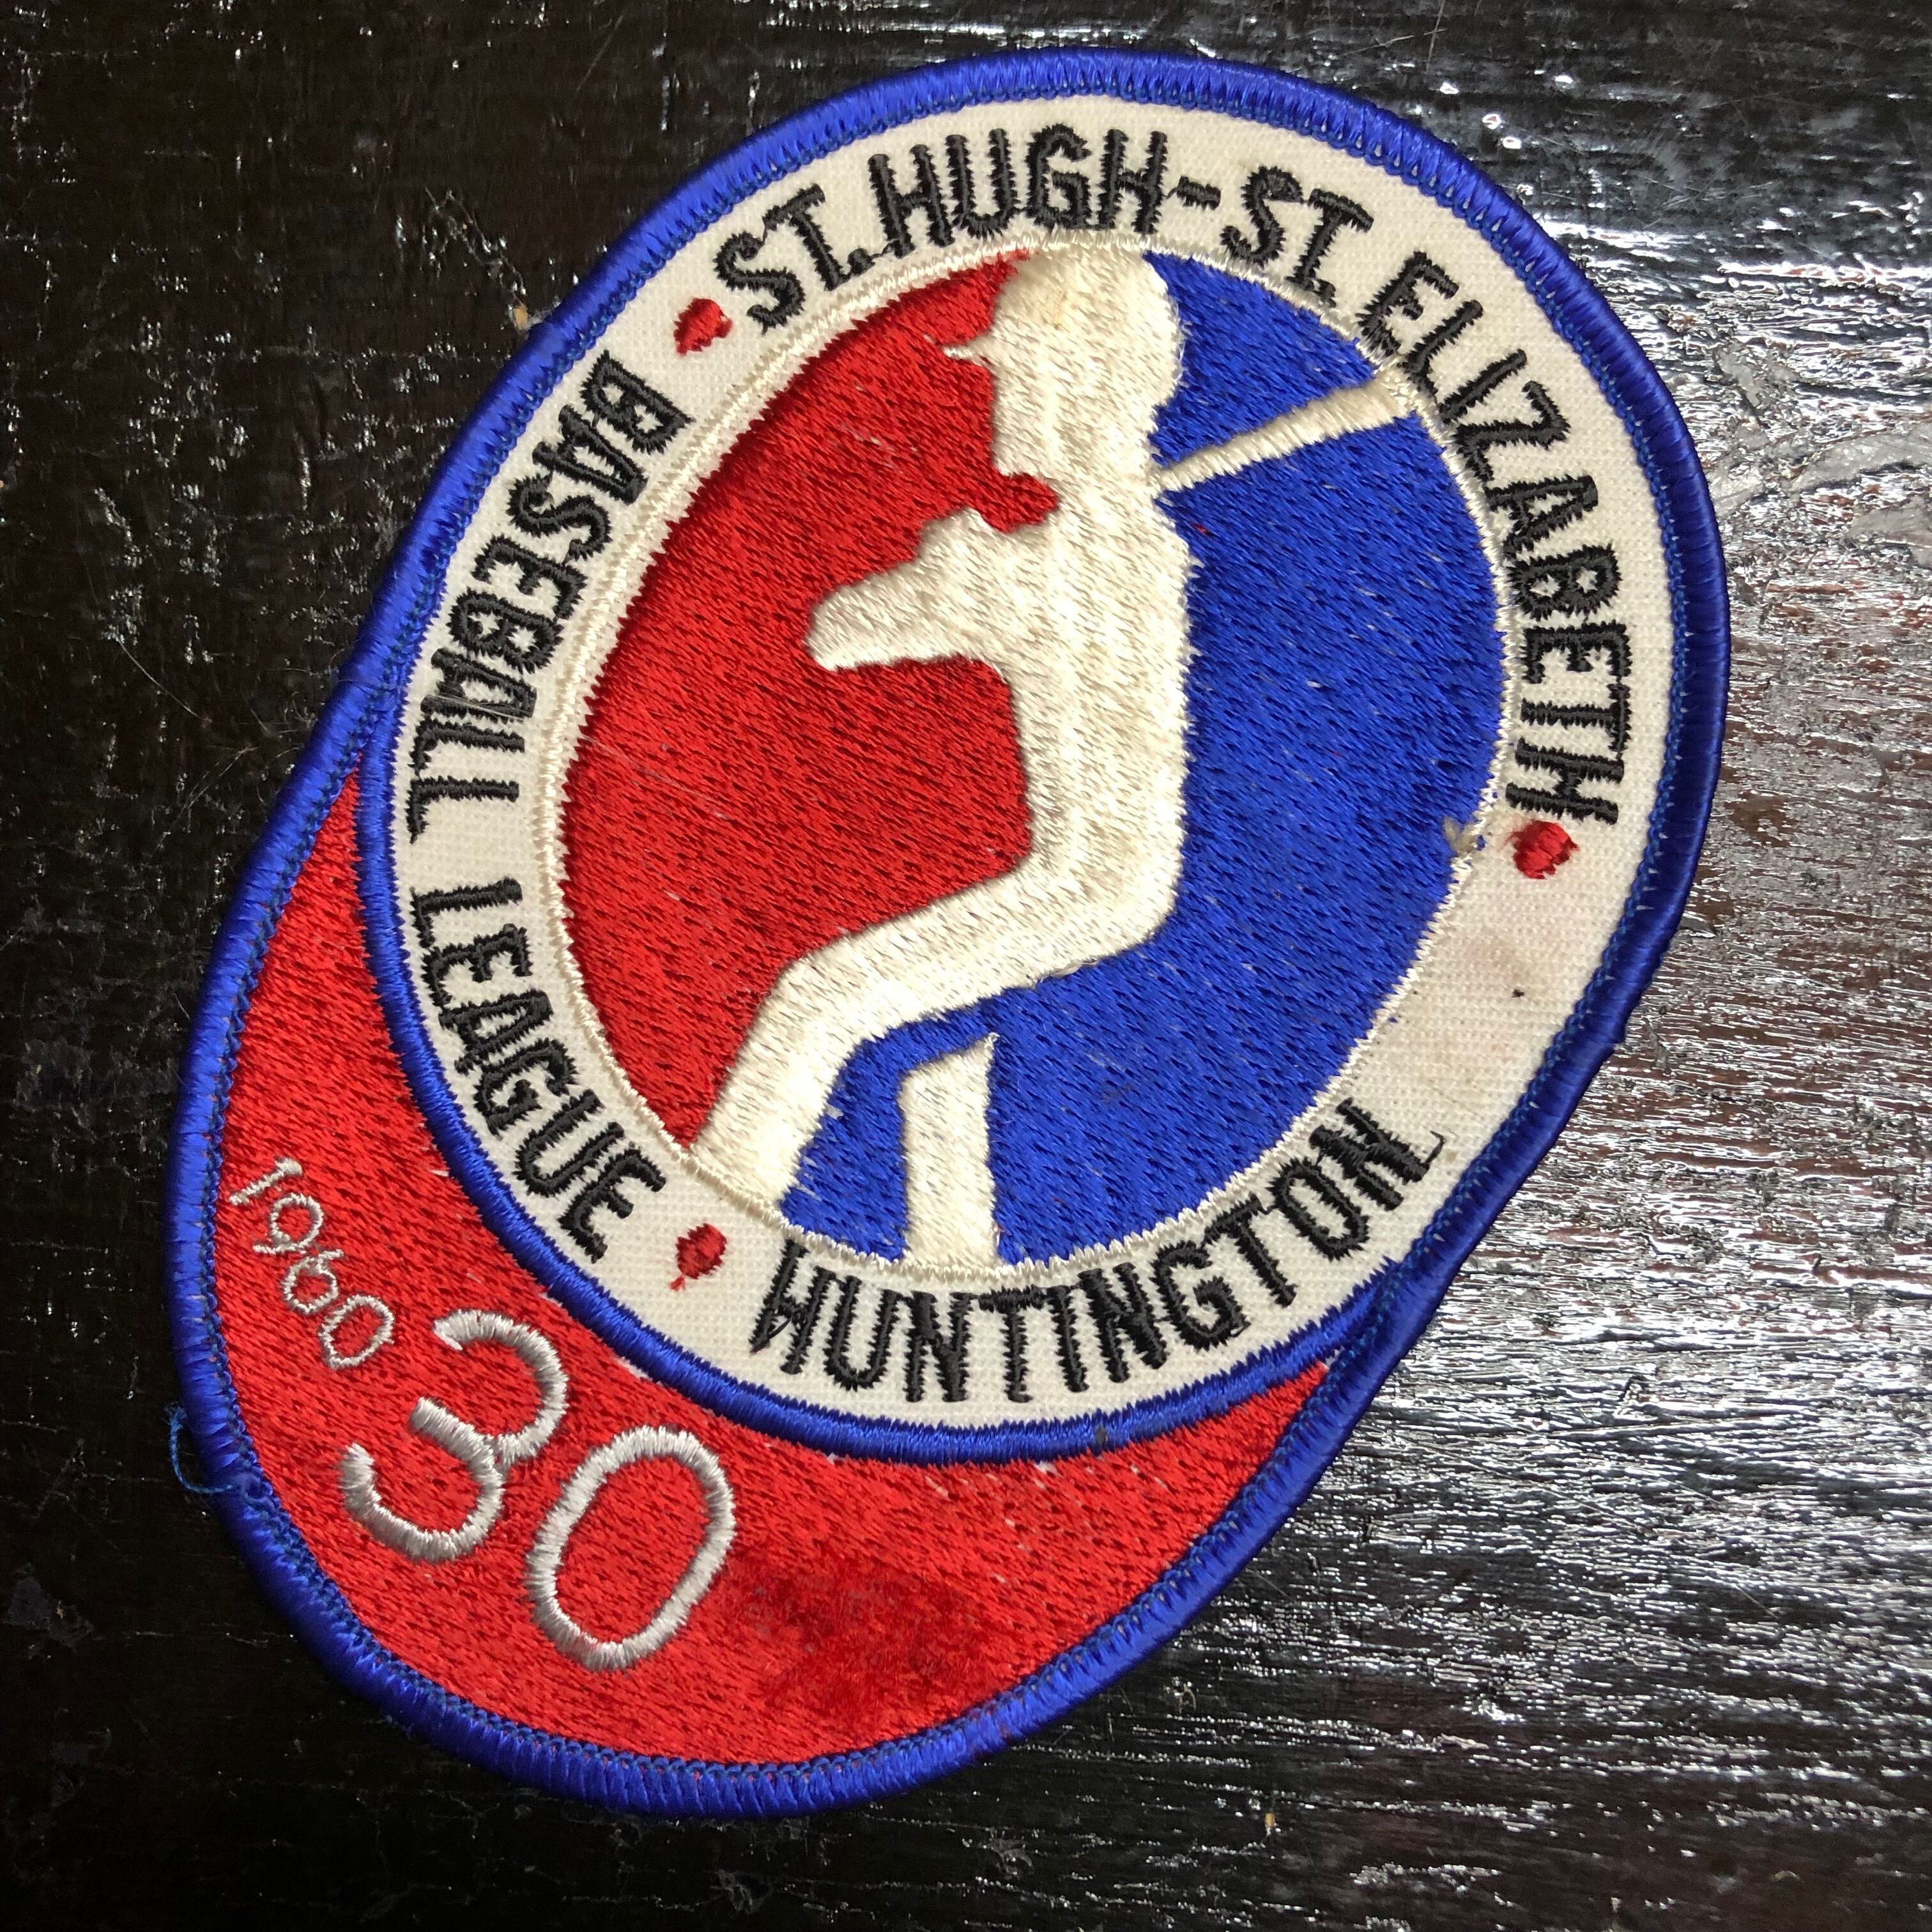 ST. HUGH-ST. ELIZABETH
BASEBALL LEAGUE
HUNTINGTON
1960
30